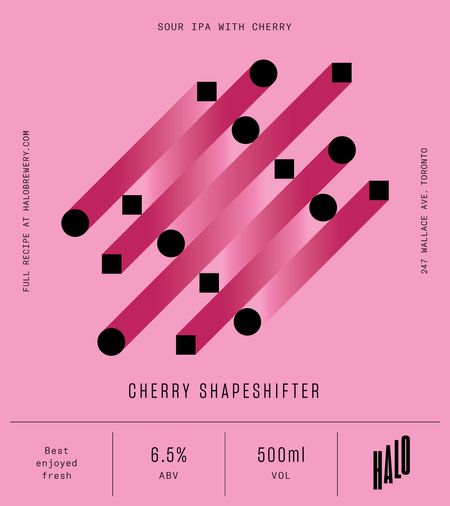 SOUR IPA WITH CHERRY
FULL RECIPE AT HALOBREWERY.COM
247 WALLACE AVE. TORONTO
CHERRY SHAPESHIFTER
Best
enjoyed
fresh
6.5%
ABV
500ml
VOL
HALO